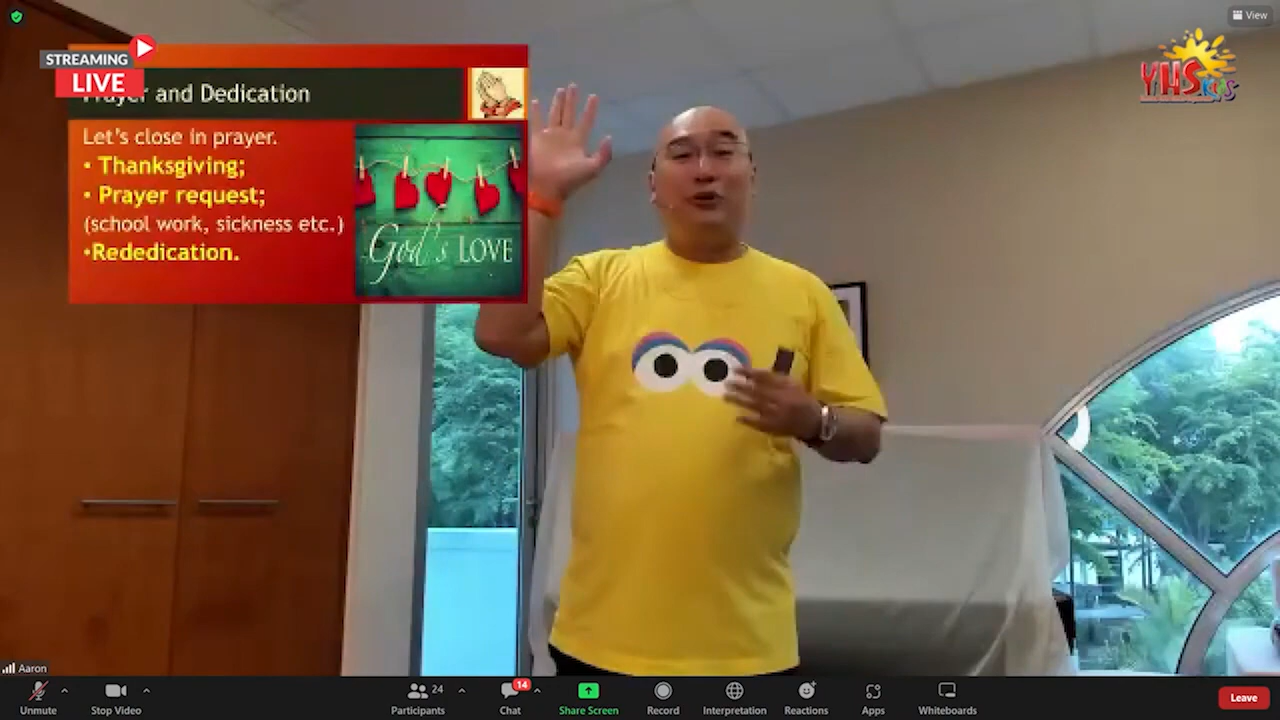 View
STREAMING
LIVE
Prayer and Dedication
YHSKids
Let's close in prayer.
• Thanksgiving;
• Prayer request;
(school work, sickness etc.)
•Rededication.
God's LOVE
Aaron
Unmute
Stop Video
Participants 24
Chat 14
Share Screen
Record
Interpretation
Reactions
Apps
Whiteboards
Leave